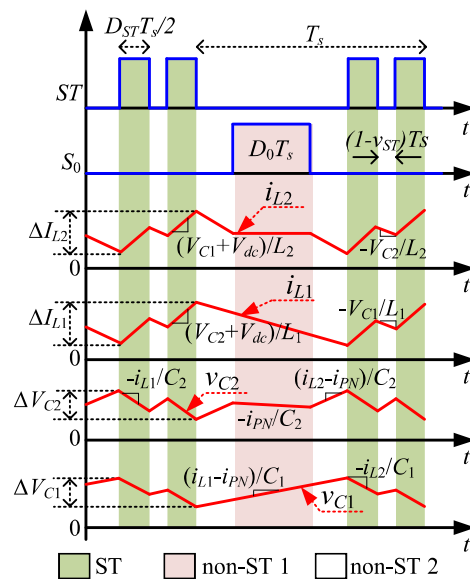 D_{ST}T_s/2
T_s
ST
t
(1-v_{ST})Ts
S_0
D_0T_s
t
i_{L2}
ΔI_{L2}
(V_{C1}+V_{dc})/L_2
-V_{C2}/L_2
0
t
i_{L1}
-V_{C1}/L_1
ΔI_{L1}
(V_{C2}+V_{dc})/L_1
0
t
-i_{L1}/C_2
v_{C2}
(i_{L2}-i_{PN})/C_2
ΔV_{C2}
-i_{PN}/C_2
0
t
(i_{L1}-i_{PN})/C_1
-i_{L2}/C_1
ΔV_{C1}
v_{C1}
0
t
ST
non-ST 1
non-ST 2